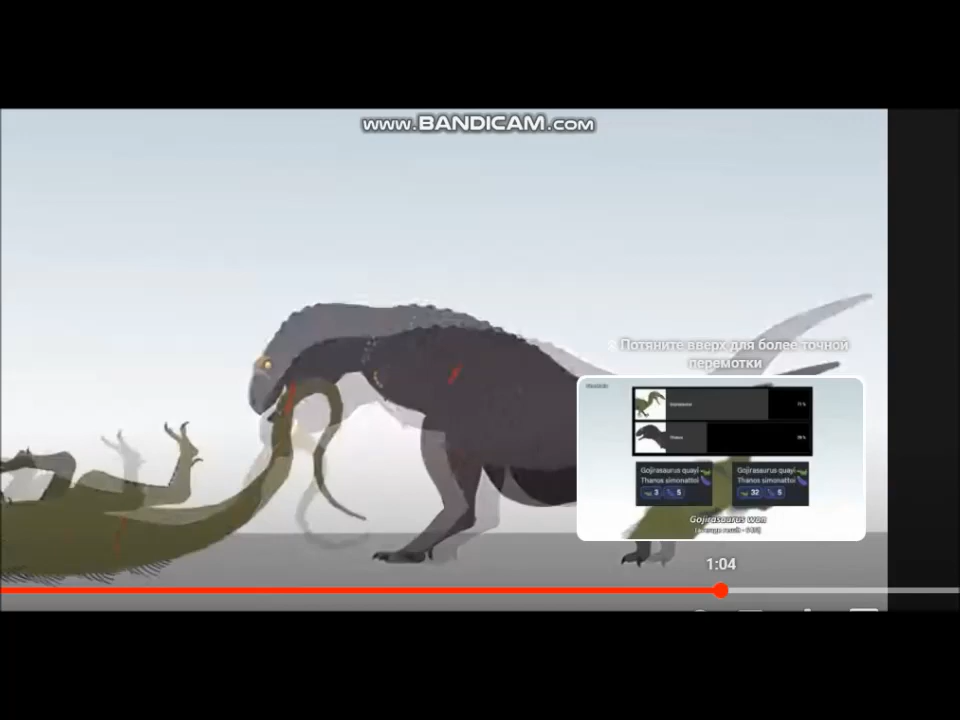 www.BANDICAM.com
Потяните вверх для более точной
перемотки
Gojirasaurus quayi
Thanos simonattoi
3 5
Gojirasaurus quayi
Thanos simonattoi
32 5
Gojirasaurus won
1:04